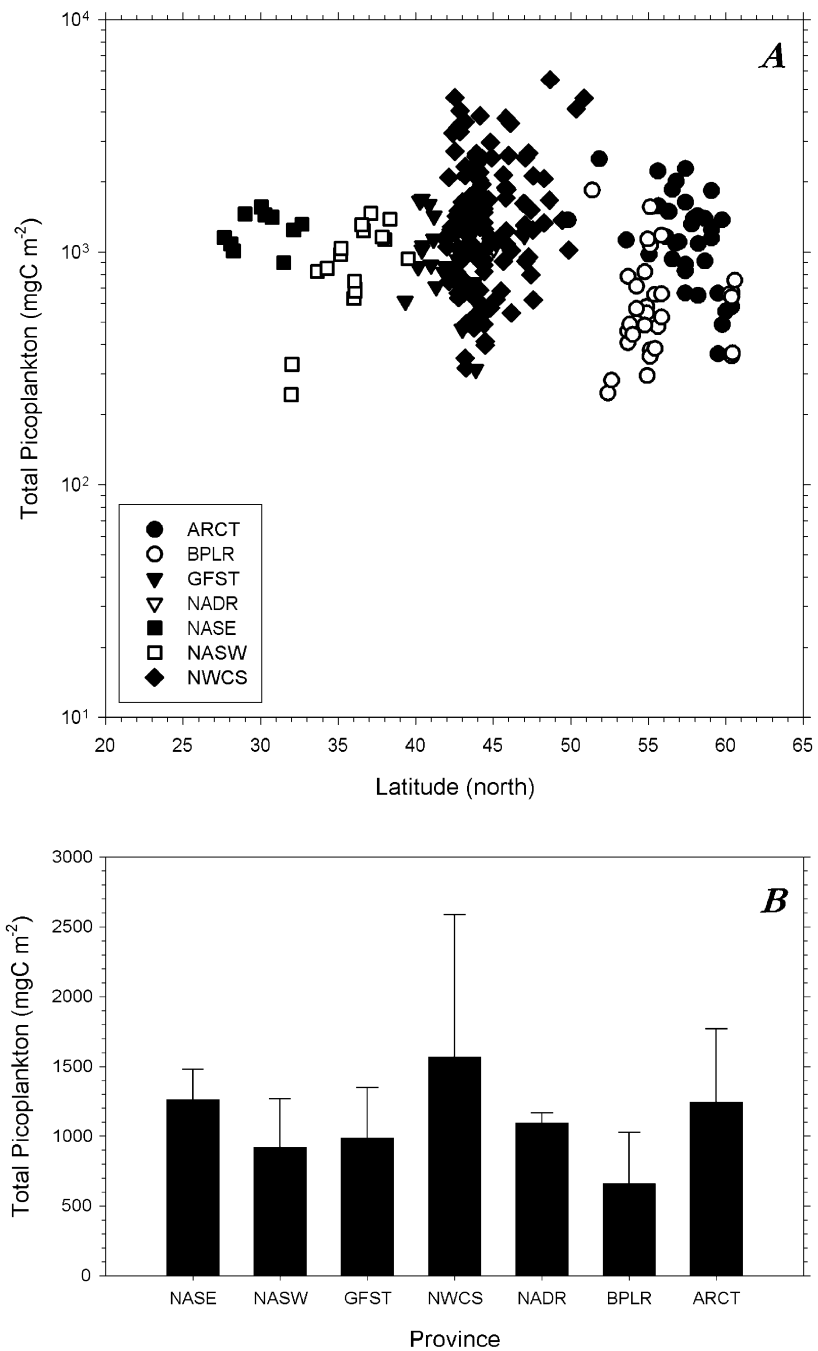 A
10⁴
10³
10²
10¹
Total Picoplankton (mgC m⁻²)
ARCT
BPLR
GFST
NADR
NASE
NASW
NWCS
20 25 30 35 40 45 50 55 60 65
Latitude (north)
B
3000
2500
2000
1500
1000
500
0
Total Picoplankton (mgC m⁻²)
NASE NASW GFST NWCS NADR BPLR ARCT
Province